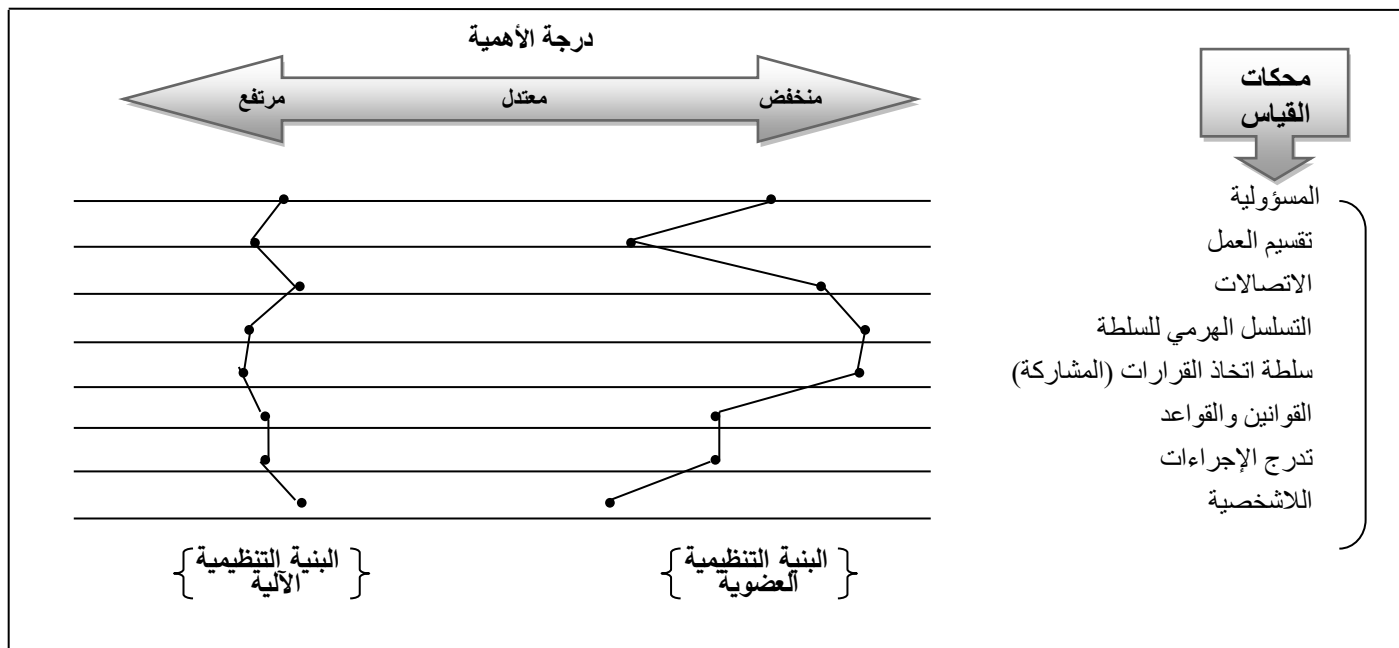 درجة الأهمية
محكات
القياس
منخفض
معتدل
مرتفع
المسؤولية
تقسيم العمل
الاتصالات
التسلسل الهرمي للسلطة
سلطة اتخاذ القرارات (المشاركة)
القوانين والقواعد
تدرج الإجراءات
اللاشخصية
البنية التنظيمية
العضوية
البنية التنظيمية
الآلية